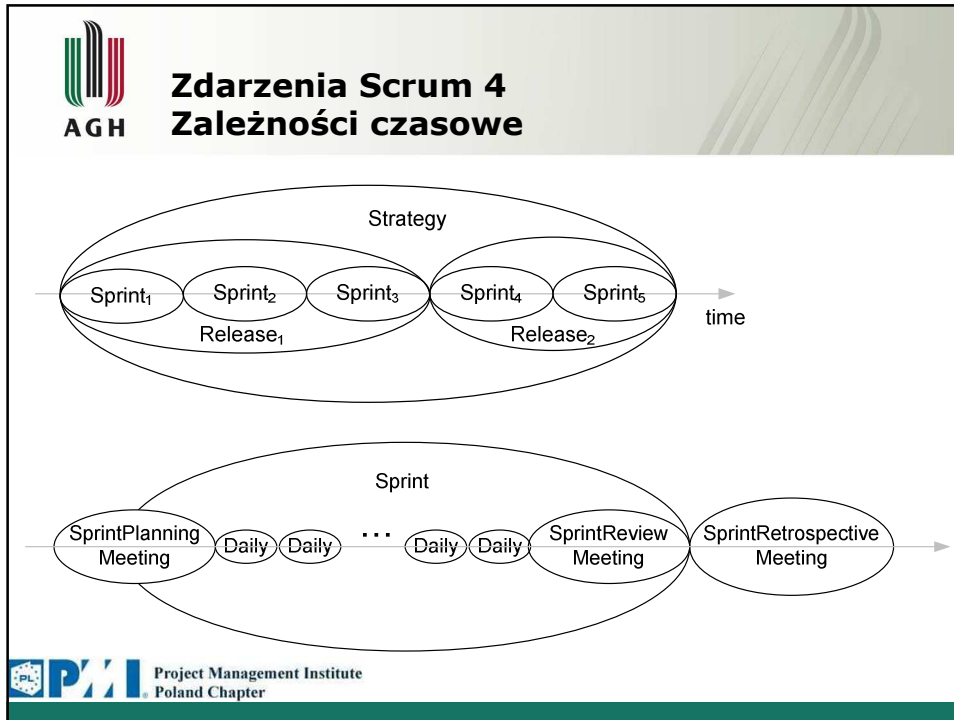 AGH
Zdarzenia Scrum 4
Zależności czasowe
Strategy
Sprint₁ Sprint₂ Sprint₃ Sprint₄ Sprint₅
time
Release₁ Release₂
Sprint
SprintPlanning
Meeting
Daily Daily ... Daily Daily
SprintReview
Meeting
SprintRetrospective
Meeting
PL PMI®
Project Management Institute
Poland Chapter